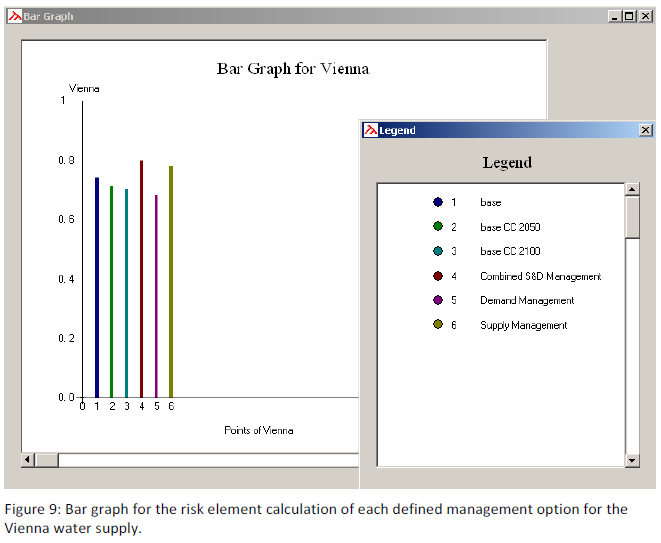 Bar Graph
Bar Graph for Vienna
Vienna
1
0.8
0.6
0.4
0.2
0.0
0 1 2 3 4 5 6
Points of Vienna
Legend
Legend
1 base
2 base CC 2050
3 base CC 2100
4 Combined S&D Management
5 Demand Management
6 Supply Management
Figure 9: Bar graph for the risk element calculation of each defined management option for the
Vienna water supply.